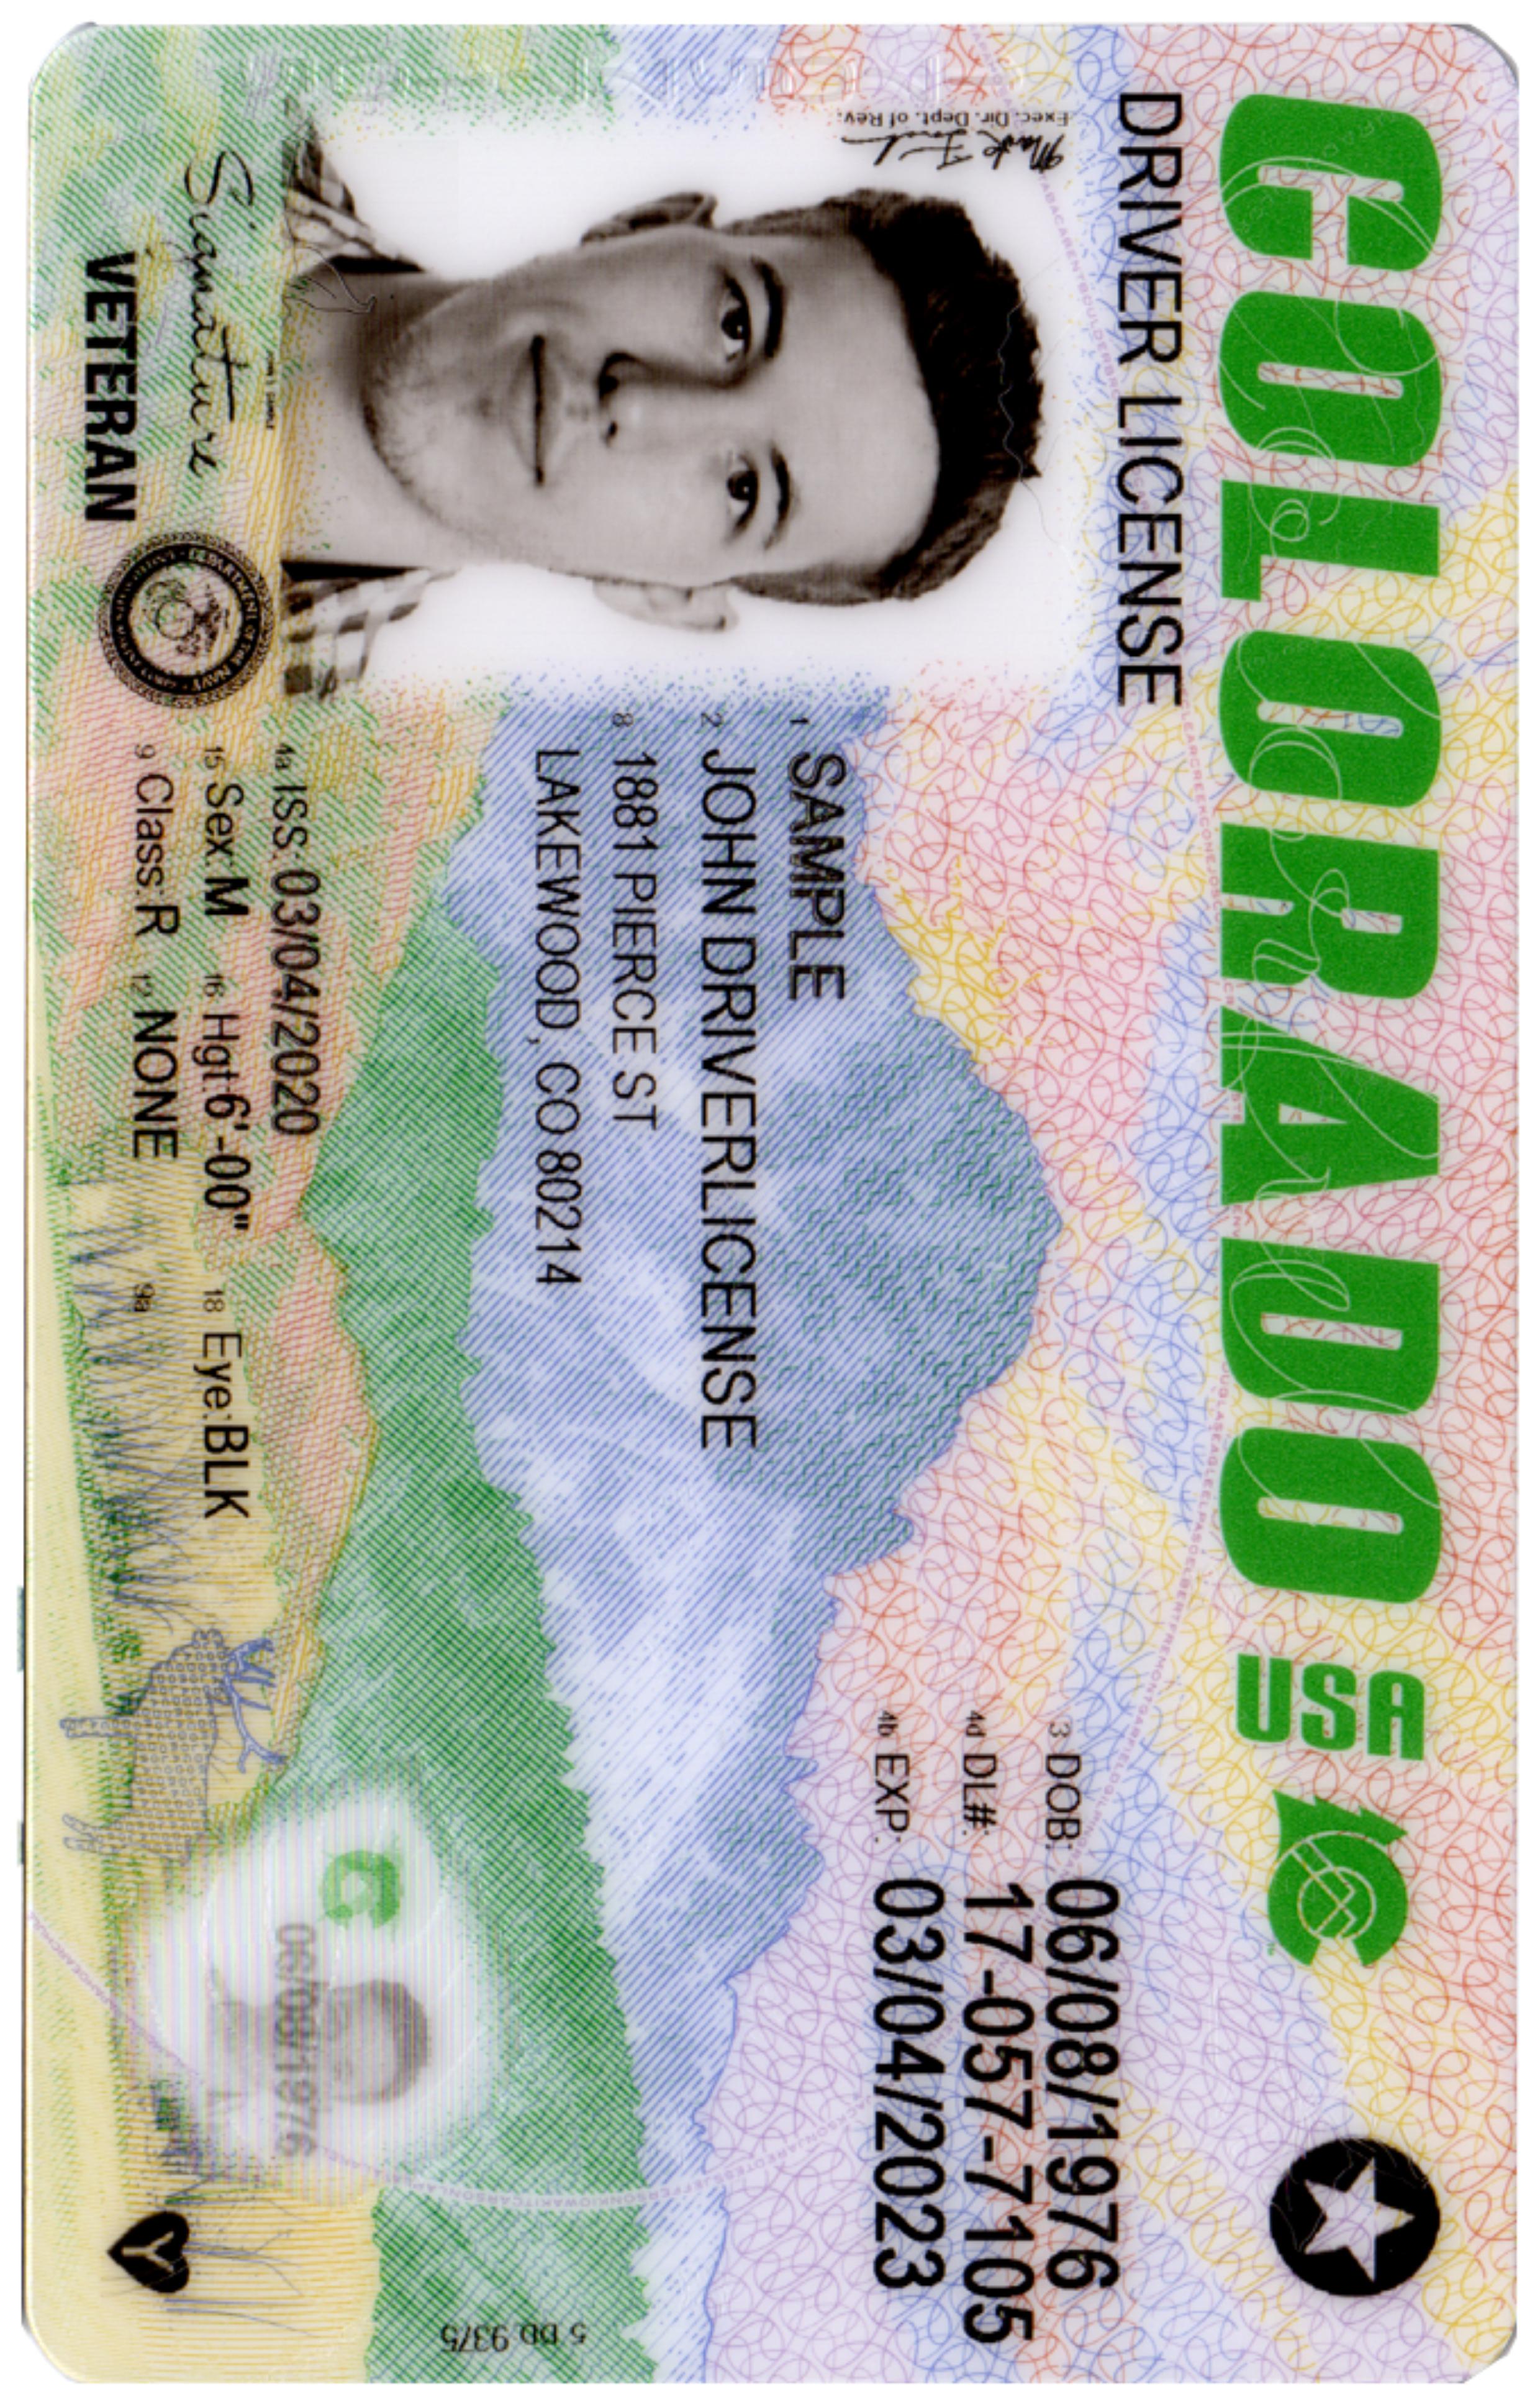 COLORADO USA
DRIVER LICENSE
Exec. Dir. Dept. of Rev.
3 DOB: 06/08/1976
4d DL#: 17-057-7105
4b EXP: 03/04/2023
1 SAMPLE
2 JOHN DRIVERLICENSE
8 1881 PIERCE ST
LAKEWOOD, CO 80214
4a ISS: 03/04/2020
15 Sex: M 16 Hgt 6'-00" 18 Eye: BLK
9 Class: R 12 NONE 9a
Signature
VETERAN
06/08/1976
Y
5 DD 9375